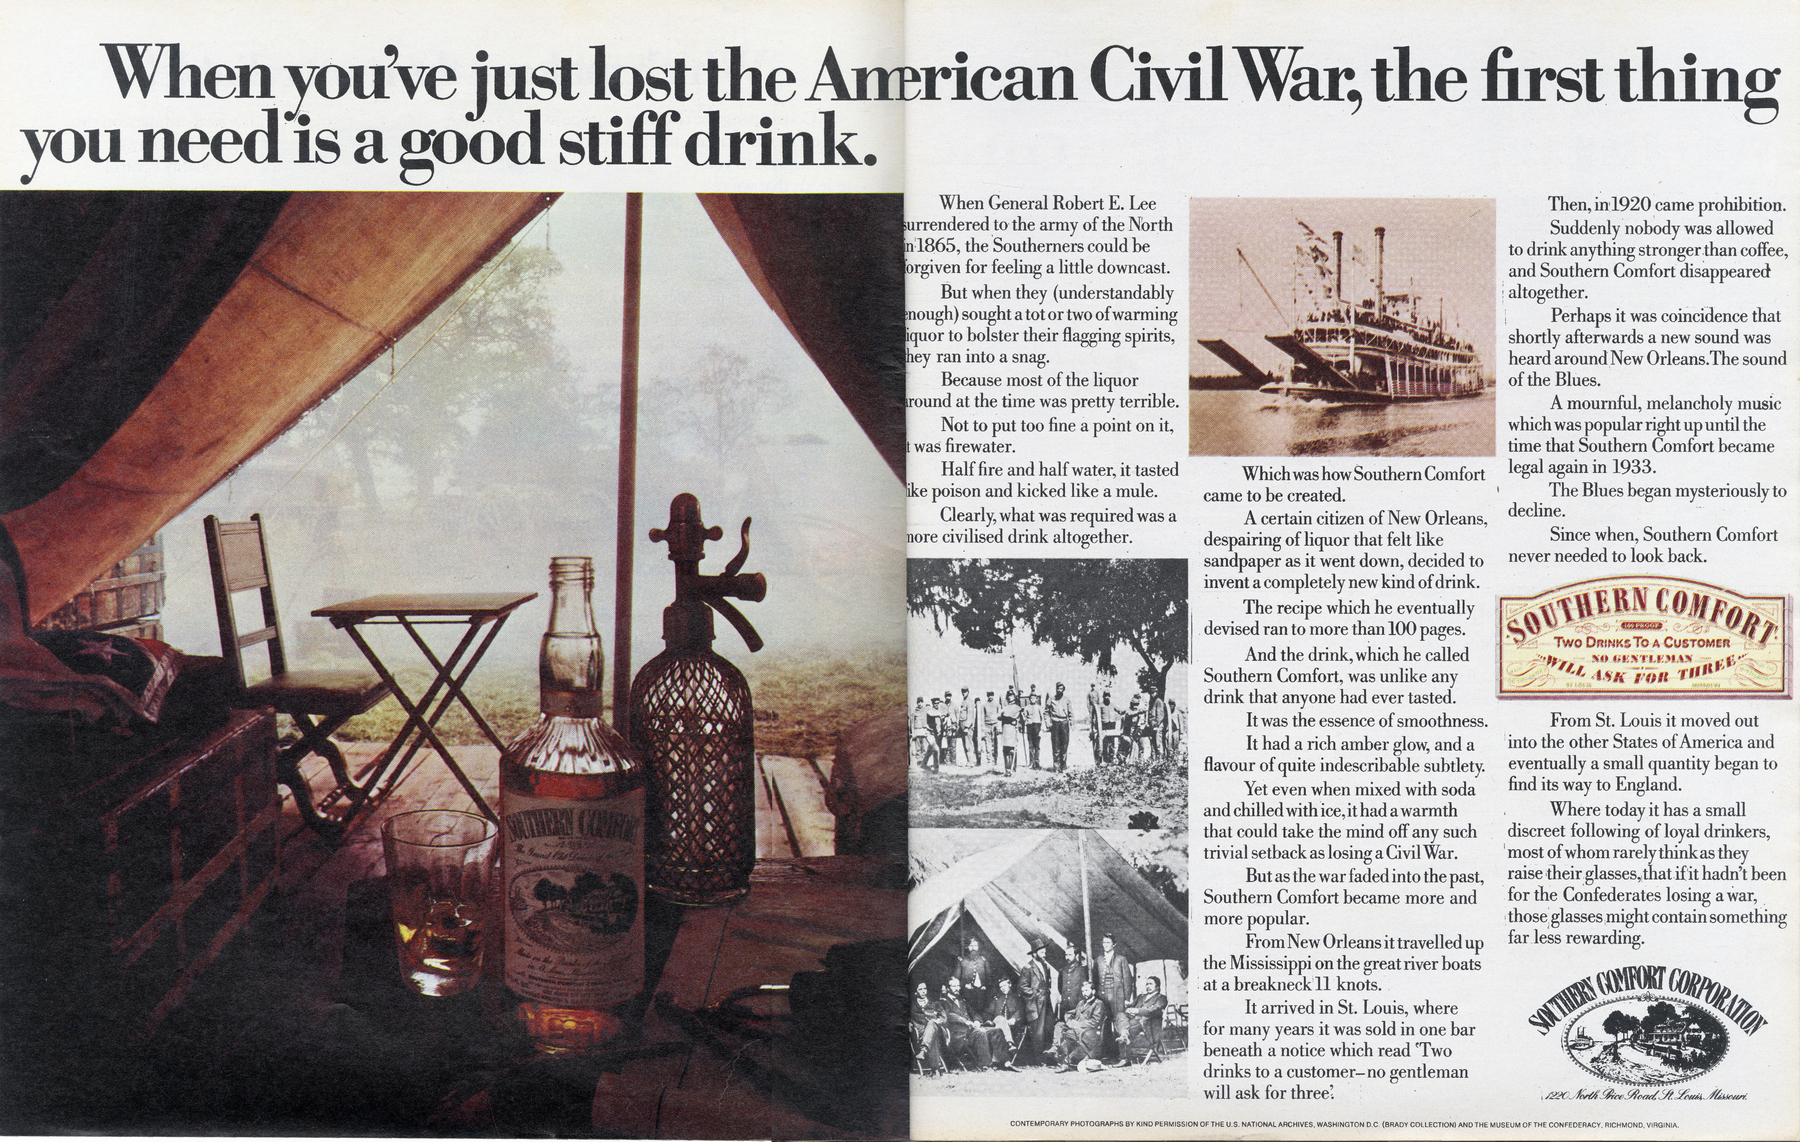 When you've just lost the American Civil War, the first thing
you need is a good stiff drink.
When General Robert E. Lee
surrendered to the army of the North
in 1865, the Southerners could be
forgiven for feeling a little downcast.
But when they (understandably
enough) sought a tot or two of warming
liquor to bolster their flagging spirits,
they ran into a snag.
Because most of the liquor
around at the time was pretty terrible.
Not to put too fine a point on it,
it was firewater.
Half fire and half water, it tasted
like poison and kicked like a mule.
Clearly, what was required was a
more civilised drink altogether.
Which was how Southern Comfort
came to be created.
A certain citizen of New Orleans,
despairing of liquor that felt like
sandpaper as it went down, decided to
invent a completely new kind of drink.
The recipe which he eventually
devised ran to more than 100 pages.
And the drink, which he called
Southern Comfort, was unlike any
drink that anyone had ever tasted.
It was the essence of smoothness.
It had a rich amber glow, and a
flavour of quite indescribable subtlety.
Yet even when mixed with soda
and chilled with ice, it had a warmth
that could take the mind off any such
trivial setback as losing a Civil War.
But as the war faded into the past,
Southern Comfort became more and
more popular.
From New Orleans it travelled up
the Mississippi on the great river boats
at a breakneck 11 knots.
It arrived in St. Louis, where
for many years it was sold in one bar
beneath a notice which read 'Two
drinks to a customer–no gentleman
will ask for three'.
Then, in 1920 came prohibition.
Suddenly nobody was allowed
to drink anything stronger than coffee,
and Southern Comfort disappeared
altogether.
Perhaps it was coincidence that
shortly afterwards a new sound was
heard around New Orleans. The sound
of the Blues.
A mournful, melancholy music
which was popular right up until the
time that Southern Comfort became
legal again in 1933.
The Blues began mysteriously to
decline.
Since when, Southern Comfort
never needed to look back.
SOUTHERN COMFORT
100 PROOF
TWO DRINKS TO A CUSTOMER
NO GENTLEMAN
WILL ASK FOR THREE
ST LOUIS MISSOURI
From St. Louis it moved out
into the other States of America and
eventually a small quantity began to
find its way to England.
Where today it has a small
discreet following of loyal drinkers,
most of whom rarely think as they
raise their glasses, that if it hadn't been
for the Confederates losing a war,
those glasses might contain something
far less rewarding.
SOUTHERN COMFORT CORPORATION
1220 North Price Road, St. Louis, Missouri.
SOUTHERN COMFORT
The Grand Old Drink of the
CONTEMPORARY PHOTOGRAPHS BY KIND PERMISSION OF THE U.S. NATIONAL ARCHIVES, WASHINGTON D.C. (BRADY COLLECTION) AND THE MUSEUM OF THE CONFEDERACY, RICHMOND, VIRGINIA.